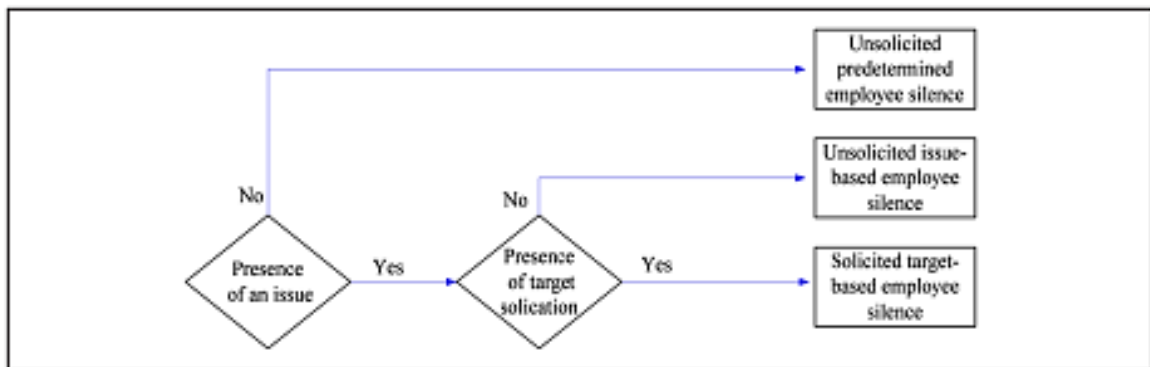 Unsolicited
predetermined
employee silence
Unsolicited issue-
based employee
silence
No
No
Presence
of an issue
Yes
Presence
of target
solication
Yes
Solicited target-
based employee
silence